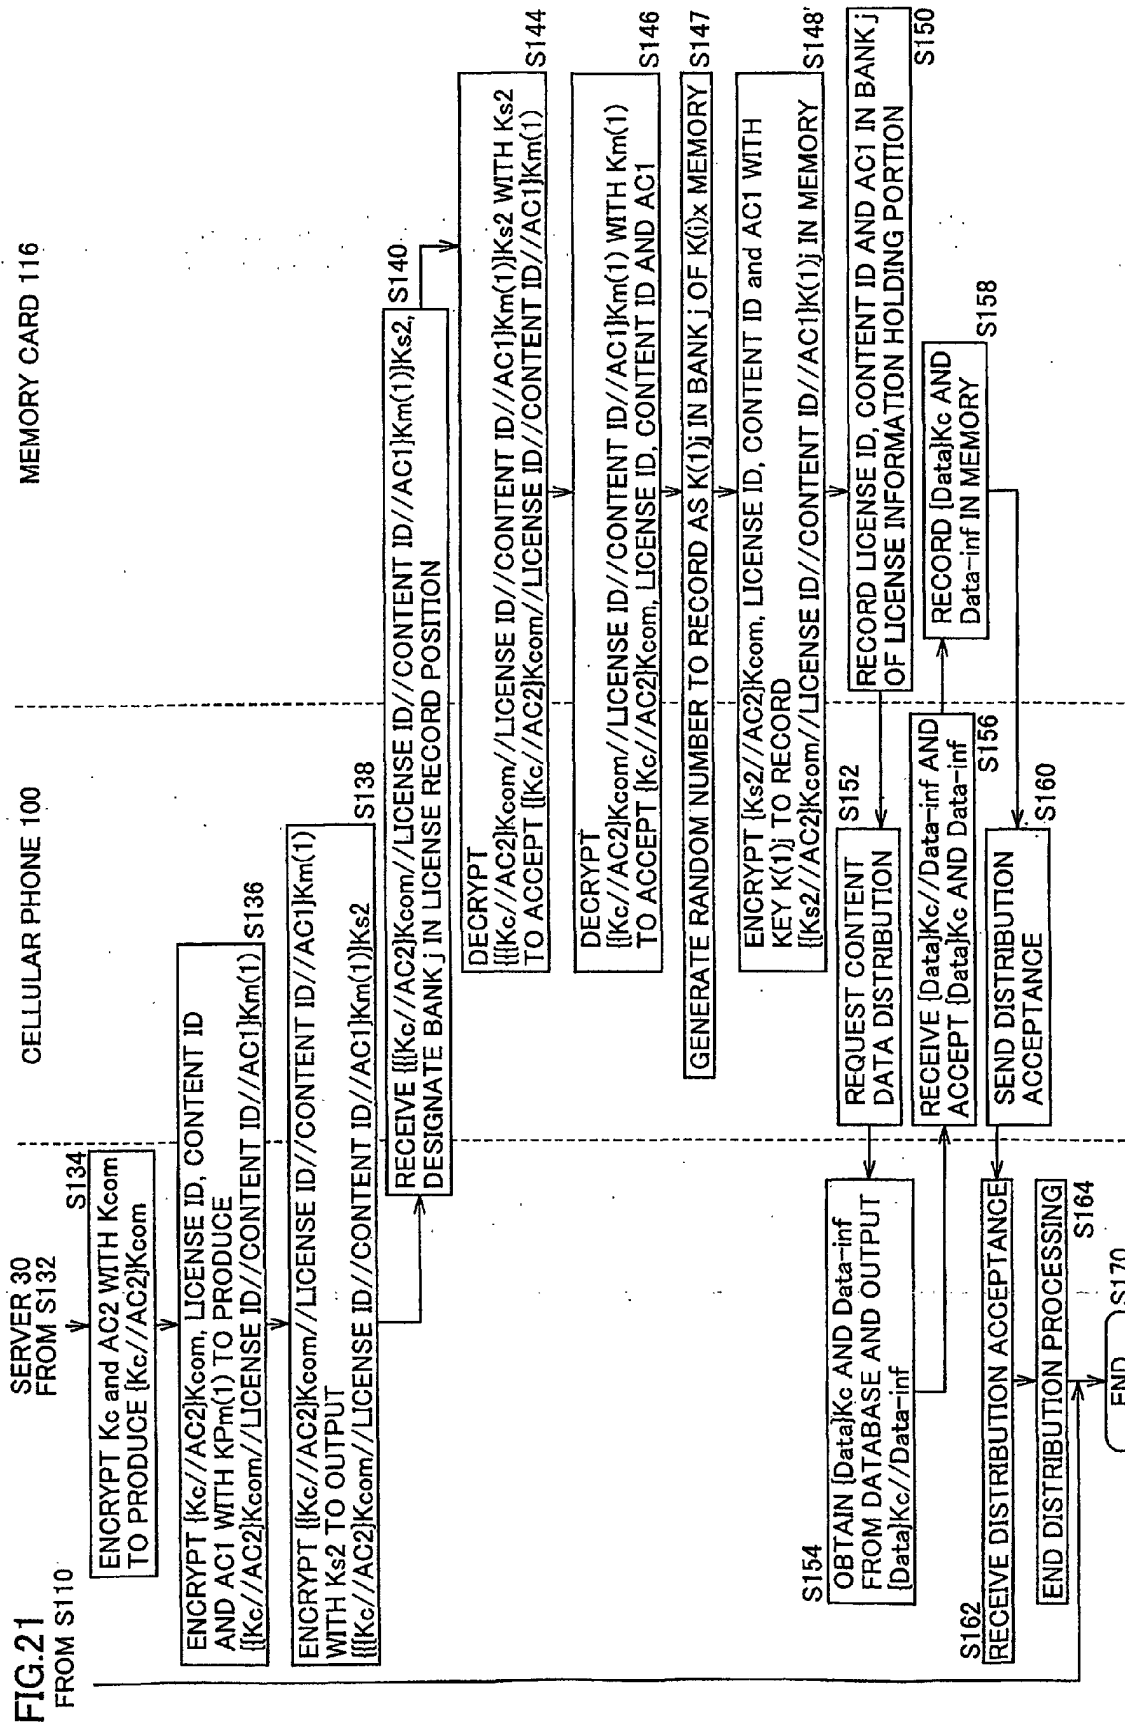 FIG.21
FROM S110
SERVER 30
FROM S132
CELLULAR PHONE 100
MEMORY CARD 116
S134
ENCRYPT Kc and AC2 WITH Kcom
TO PRODUCE {Kc//AC2}Kcom
S136
ENCRYPT {Kc//AC2}Kcom, LICENSE ID, CONTENT ID
AND AC1 WITH KPm(1) TO PRODUCE
{{Kc//AC2}Kcom//LICENSE ID//CONTENT ID//AC1}Km(1)
S138
ENCRYPT {{Kc//AC2}Kcom//LICENSE ID//CONTENT ID//AC1}Km(1)
WITH Ks2 TO OUTPUT
{{{Kc//AC2}Kcom//LICENSE ID//CONTENT ID//AC1}Km(1)}Ks2
S140
RECEIVE {{{Kc//AC2}Kcom//LICENSE ID//CONTENT ID//AC1}Km(1)}Ks2,
DESIGNATE BANK j IN LICENSE RECORD POSITION
S144
DECRYPT
{{{Kc//AC2}Kcom//LICENSE ID//CONTENT ID//AC1}Km(1)}Ks2 WITH Ks2
TO ACCEPT {{Kc//AC2}Kcom//LICENSE ID//CONTENT ID//AC1}Km(1)
S146
DECRYPT
{{Kc//AC2}Kcom//LICENSE ID//CONTENT ID//AC1}Km(1) WITH Km(1)
TO ACCEPT {Kc//AC2}Kcom, LICENSE ID, CONTENT ID AND AC1
S147
GENERATE RANDOM NUMBER TO RECORD AS K(1)j IN BANK j OF K(i)x MEMORY
S148'
ENCRYPT {Ks2//AC2}Kcom, LICENSE ID, CONTENT ID and AC1 WITH
KEY K(1)j TO RECORD
{{Ks2//AC2}Kcom//LICENSE ID//CONTENT ID//AC1}K(1)j IN MEMORY
S150
RECORD LICENSE ID, CONTENT ID AND AC1 IN BANK j
OF LICENSE INFORMATION HOLDING PORTION
S152
REQUEST CONTENT
DATA DISTRIBUTION
S154
OBTAIN {Data}Kc AND Data-inf
FROM DATABASE AND OUTPUT
{Data}Kc//Data-inf
RECEIVE {Data}Kc//Data-inf AND
ACCEPT {Data}Kc AND Data-inf
S156
RECORD {Data}Kc AND
Data-inf IN MEMORY
S158
S160
SEND DISTRIBUTION
ACCEPTANCE
S162
RECEIVE DISTRIBUTION ACCEPTANCE
END DISTRIBUTION PROCESSING
S164
S170
END